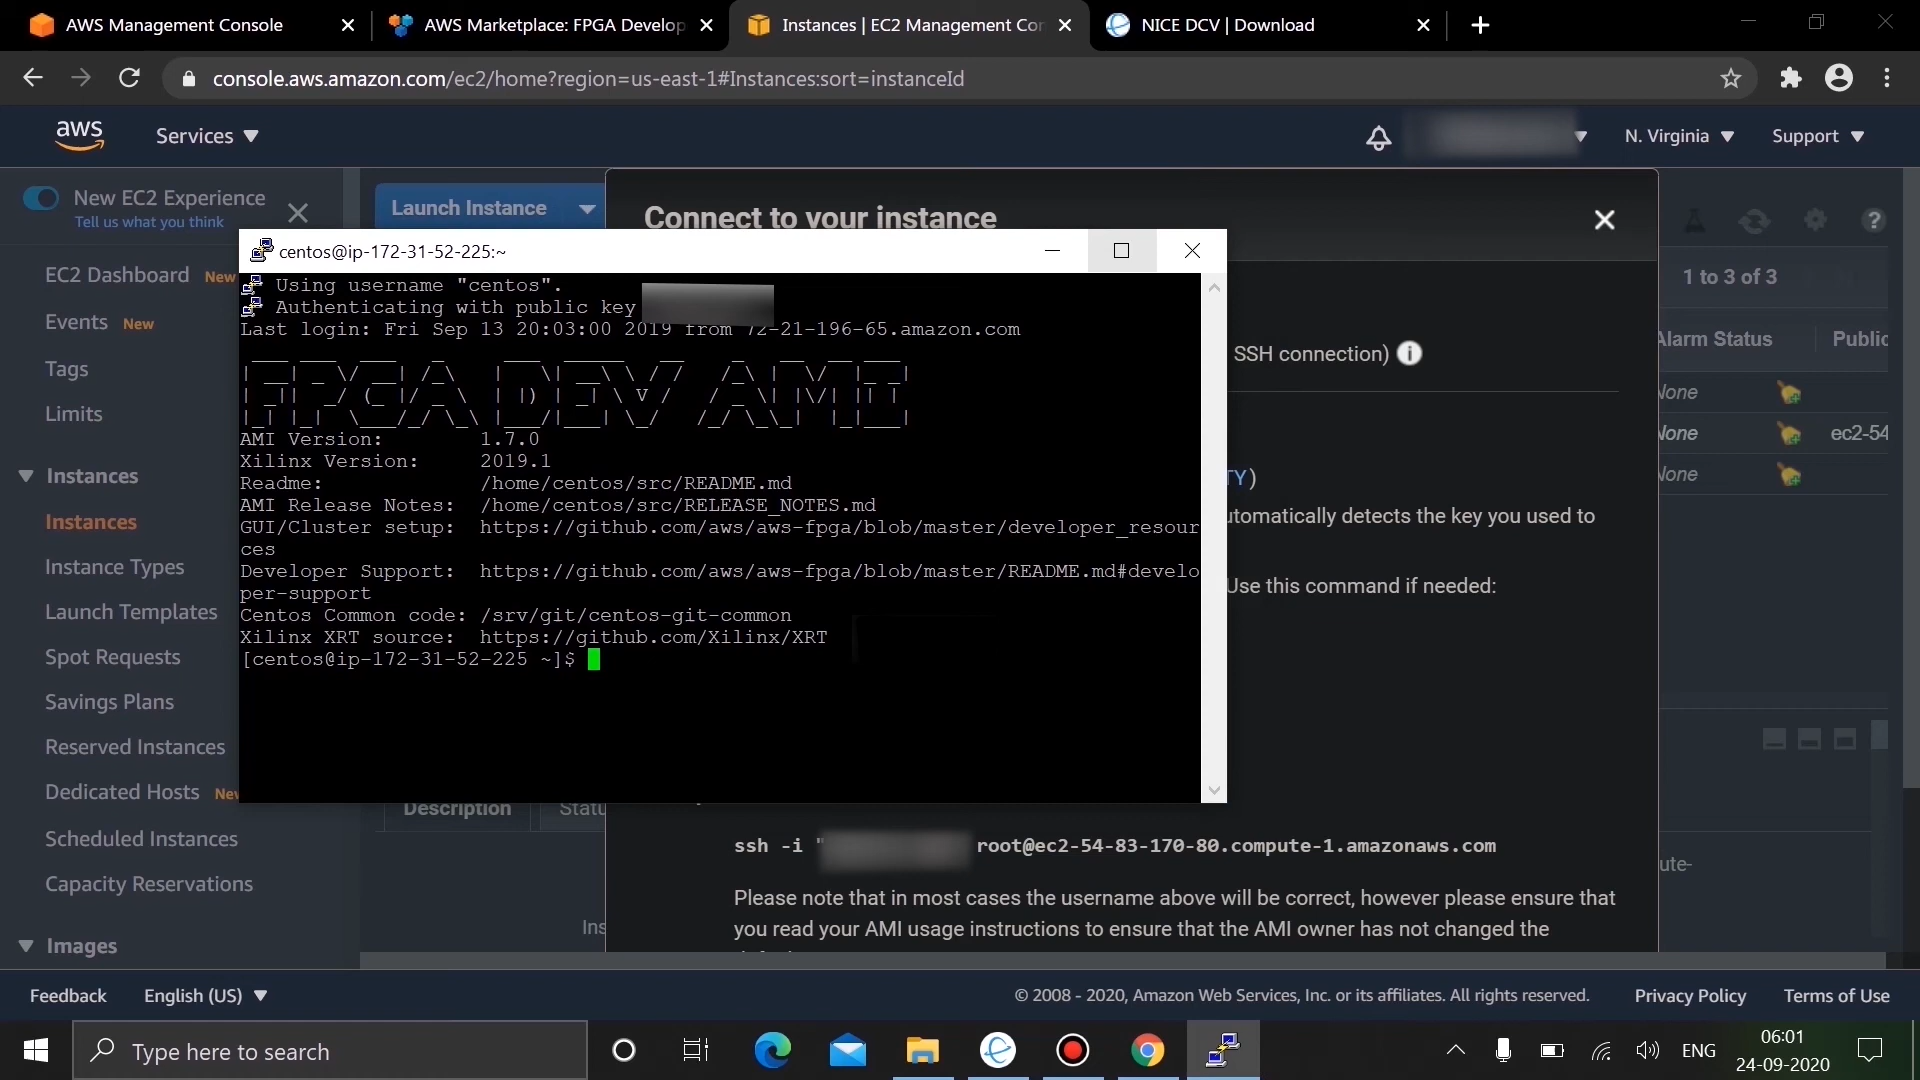 AWS Management Console
AWS Marketplace: FPGA Develop
Instances | EC2 Management Con
NICE DCV | Download
console.aws.amazon.com/ec2/home?region=us-east-1#Instances:sort=instanceId
aws
Services
N. Virginia
Support
New EC2 Experience
Tell us what you think
EC2 Dashboard New
Events New
Tags
Limits
Instances
Instances
Instance Types
Launch Templates
Spot Requests
Savings Plans
Reserved Instances
Dedicated Hosts New
Scheduled Instances
Capacity Reservations
Images
Launch Instance
Connect to your instance
1 to 3 of 3
Alarm Status
Public
None
None
ec2-54
None
SSH connection)
TY)
utomatically detects the key you used to
Use this command if needed:
centos@ip-172-31-52-225:~
Using username "centos".
Authenticating with public key
Last login: Fri Sep 13 20:03:00 2019 from 72-21-196-65.amazon.com
FPGA DEV AMI
AMI Version: 1.7.0
Xilinx Version: 2019.1
Readme: /home/centos/src/README.md
AMI Release Notes: /home/centos/src/RELEASE_NOTES.md
GUI/Cluster setup: https://github.com/aws/aws-fpga/blob/master/developer_resour
ces
Developer Support: https://github.com/aws/aws-fpga/blob/master/README.md#develo
per-support
Centos Common code: /srv/git/centos-git-common
Xilinx XRT source: https://github.com/Xilinx/XRT
[centos@ip-172-31-52-225 ~]$
Description
Statu
ssh -i " root@ec2-54-83-170-80.compute-1.amazonaws.com
ute-
Please note that in most cases the username above will be correct, however please ensure that
you read your AMI usage instructions to ensure that the AMI owner has not changed the
Ins
Feedback
English (US)
© 2008 - 2020, Amazon Web Services, Inc. or its affiliates. All rights reserved.
Privacy Policy
Terms of Use
Type here to search
ENG
06:01
24-09-2020